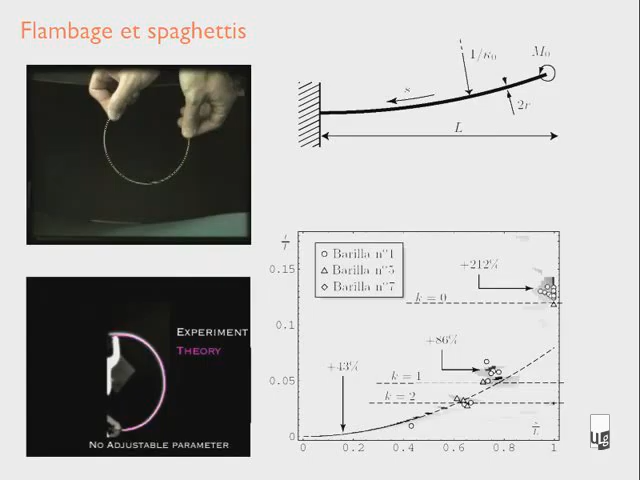 Flambage et spaghettis
1/κ₀
M₀
s
2r
L
EXPERIMENT
THEORY
NO ADJUSTABLE PARAMETER
Barilla n°1
Barilla n°5
Barilla n°7
+212%
k = 0
+86%
k = 1
+43%
k = 2
0.15
0.1
0.05
0
0 0.2 0.4 0.6 0.8 1